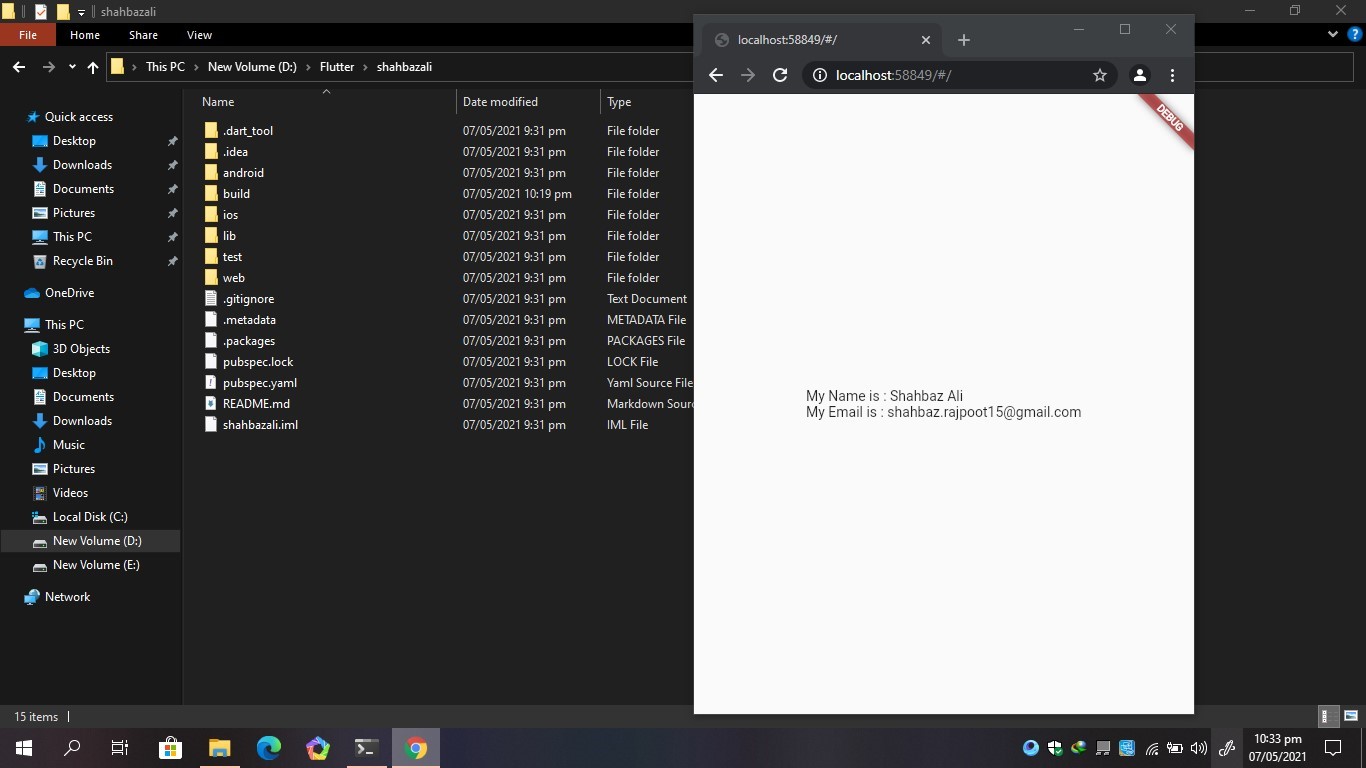 shahbazali
File Home Share View
This PC New Volume (D:) Flutter shahbazali
Quick access
Desktop
Downloads
Documents
Pictures
This PC
Recycle Bin
OneDrive
This PC
3D Objects
Desktop
Documents
Downloads
Music
Pictures
Videos
Local Disk (C:)
New Volume (D:)
New Volume (E:)
Network
Name Date modified Type
.dart_tool 07/05/2021 9:31 pm File folder
.idea 07/05/2021 9:31 pm File folder
android 07/05/2021 9:31 pm File folder
build 07/05/2021 10:19 pm File folder
ios 07/05/2021 9:31 pm File folder
lib 07/05/2021 9:31 pm File folder
test 07/05/2021 9:31 pm File folder
web 07/05/2021 9:31 pm File folder
.gitignore 07/05/2021 9:31 pm Text Document
.metadata 07/05/2021 9:31 pm METADATA File
.packages 07/05/2021 9:31 pm PACKAGES File
pubspec.lock 07/05/2021 9:31 pm LOCK File
pubspec.yaml 07/05/2021 9:31 pm Yaml Source File
README.md 07/05/2021 9:31 pm Markdown Sourc
shahbazali.iml 07/05/2021 9:31 pm IML File
15 items
localhost:58849/#/
localhost:58849/#/
DEBUG
My Name is : Shahbaz Ali
My Email is : shahbaz.rajpoot15@gmail.com
10:33 pm
07/05/2021